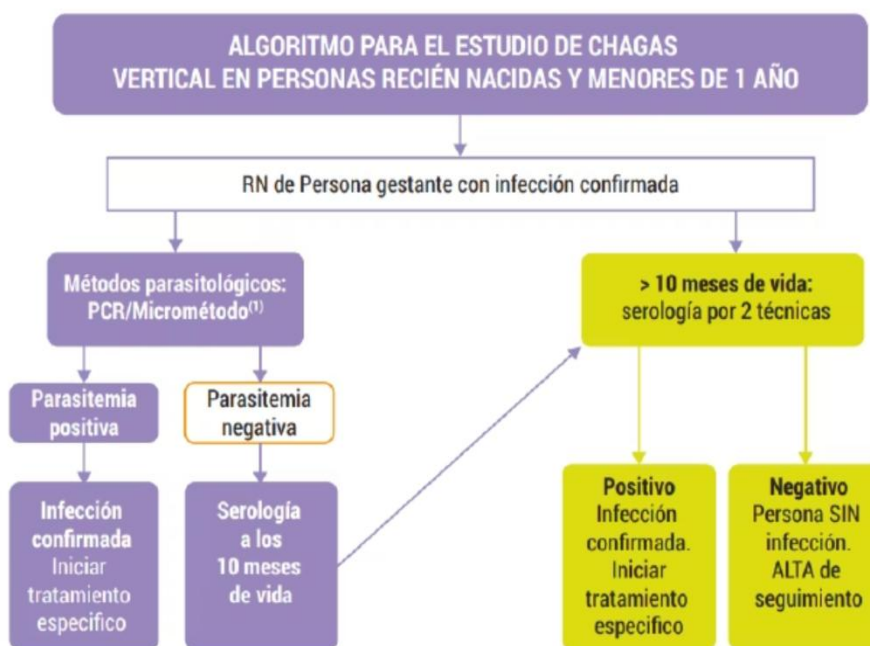 ALGORITMO PARA EL ESTUDIO DE CHAGAS
VERTICAL EN PERSONAS RECIÉN NACIDAS Y MENORES DE 1 AÑO
RN de Persona gestante con infección confirmada
Métodos parasitológicos:
PCR/Micrométodo⁽¹⁾
> 10 meses de vida:
serología por 2 técnicas
Parasitemia
positiva
Parasitemia
negativa
Infección
confirmada
Iniciar
tratamiento
especifico
Serología
a los
10 meses
de vida
Positivo
Infección
confirmada.
Iniciar
tratamiento
especifico
Negativo
Persona SIN
infección.
ALTA de
seguimiento